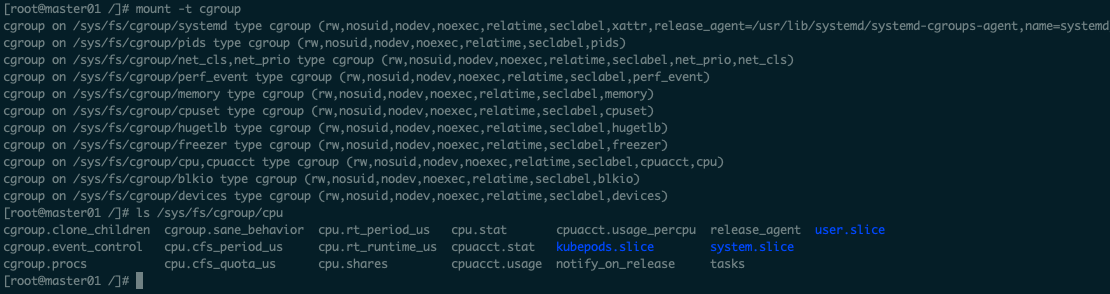 [root@master01 /]# mount -t cgroup
cgroup on /sys/fs/cgroup/systemd type cgroup (rw,nosuid,nodev,noexec,relatime,seclabel,xattr,release_agent=/usr/lib/systemd/systemd-cgroups-agent,name=systemd
cgroup on /sys/fs/cgroup/pids type cgroup (rw,nosuid,nodev,noexec,relatime,seclabel,pids)
cgroup on /sys/fs/cgroup/net_cls,net_prio type cgroup (rw,nosuid,nodev,noexec,relatime,seclabel,net_prio,net_cls)
cgroup on /sys/fs/cgroup/perf_event type cgroup (rw,nosuid,nodev,noexec,relatime,seclabel,perf_event)
cgroup on /sys/fs/cgroup/memory type cgroup (rw,nosuid,nodev,noexec,relatime,seclabel,memory)
cgroup on /sys/fs/cgroup/cpuset type cgroup (rw,nosuid,nodev,noexec,relatime,seclabel,cpuset)
cgroup on /sys/fs/cgroup/hugetlb type cgroup (rw,nosuid,nodev,noexec,relatime,seclabel,hugetlb)
cgroup on /sys/fs/cgroup/freezer type cgroup (rw,nosuid,nodev,noexec,relatime,seclabel,freezer)
cgroup on /sys/fs/cgroup/cpu,cpuacct type cgroup (rw,nosuid,nodev,noexec,relatime,seclabel,cpuacct,cpu)
cgroup on /sys/fs/cgroup/blkio type cgroup (rw,nosuid,nodev,noexec,relatime,seclabel,blkio)
cgroup on /sys/fs/cgroup/devices type cgroup (rw,nosuid,nodev,noexec,relatime,seclabel,devices)
[root@master01 /]# ls /sys/fs/cgroup/cpu
cgroup.clone_children cgroup.sane_behavior cpu.rt_period_us cpu.stat cpuacct.usage_percpu release_agent user.slice
cgroup.event_control cpu.cfs_period_us cpu.rt_runtime_us cpuacct.stat kubepods.slice system.slice
cgroup.procs cpu.cfs_quota_us cpu.shares cpuacct.usage notify_on_release tasks
[root@master01 /]#